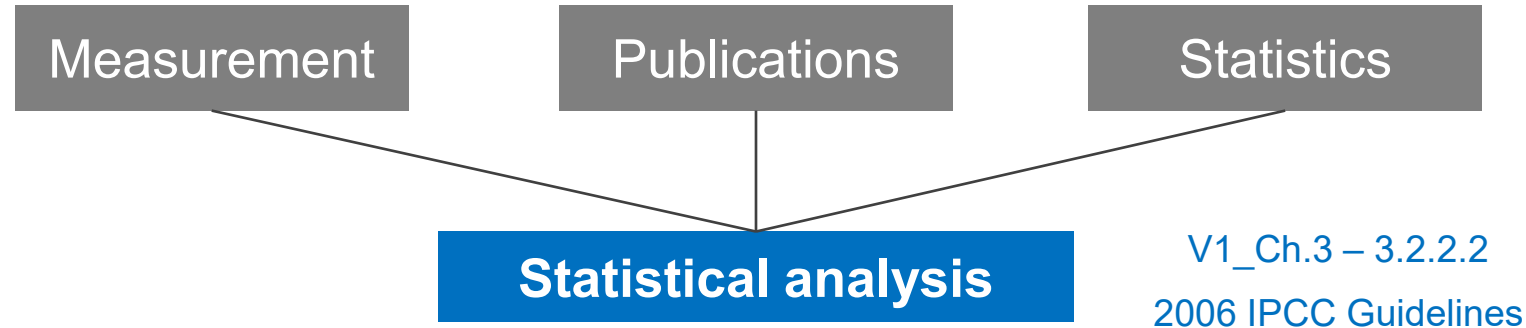 Measurement
Publications
Statistics
Statistical analysis
V1_Ch.3 – 3.2.2.2
2006 IPCC Guidelines